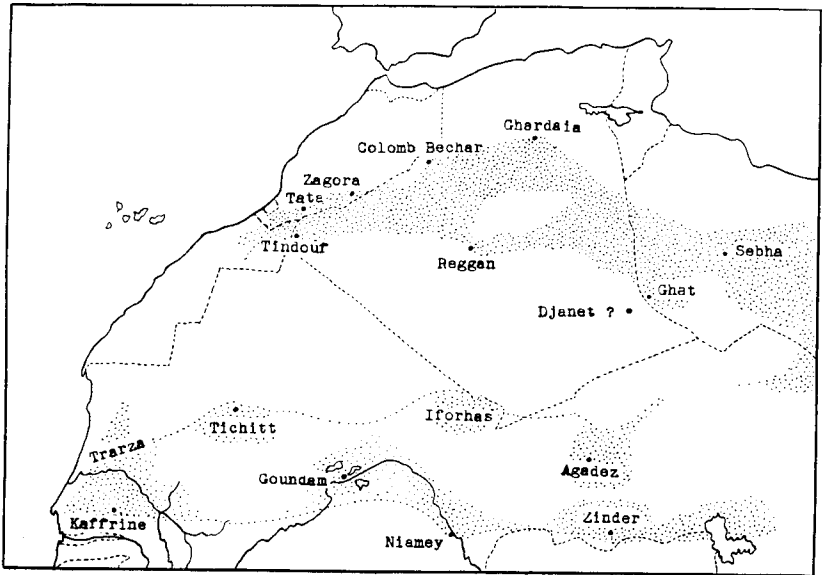 Ghardaia
Colomb Bechar
Zagora
Tata
Tindouf
Reggan
Sebha
Ghat
Djanet ?
Iforhas
Tichitt
Trarza
Goundam
Agadez
Kaffrine
Zinder
Niamey